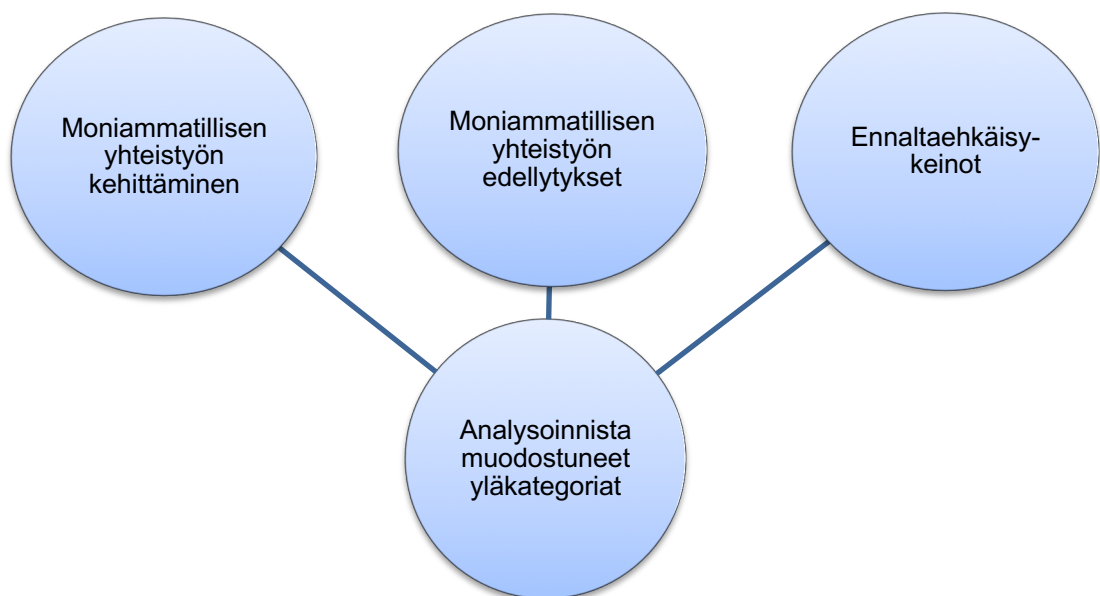 Moniammatillisen
yhteistyön
kehittäminen
Moniammatillisen
yhteistyön
edellytykset
Ennaltaehkäisy-
keinot
Analysoinnista
muodostuneet
yläkategoriat